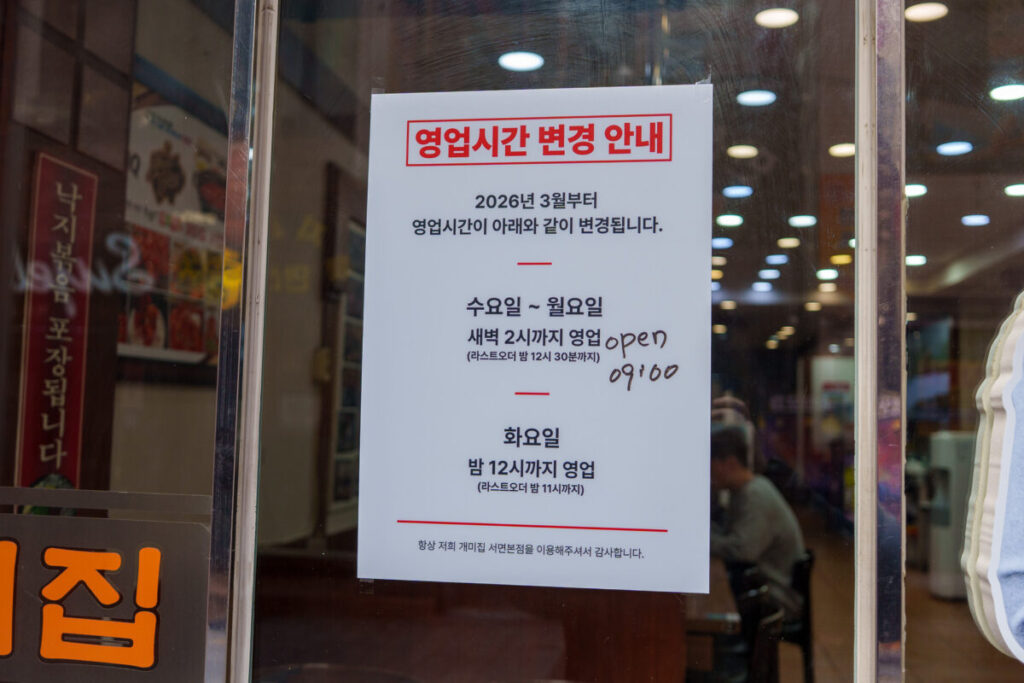 영업시간 변경 안내
2026년 3월부터
영업시간이 아래와 같이 변경됩니다.
수요일 ~ 월요일
새벽 2시까지 영업
(라스트오더 밤 12시 30분까지)
open
09:00
화요일
밤 12시까지 영업
(라스트오더 밤 11시까지)
항상 저희 개미집 서면본점을 이용해주셔서 감사합니다.
낙지볶음 포장됩니다
집